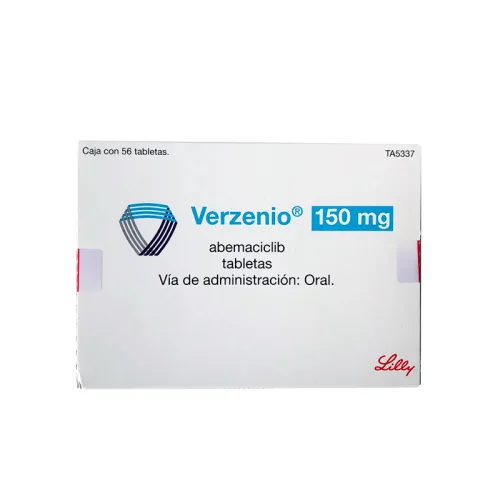 Caja con 56 tabletas.
TA5337
Verzenio® 150 mg
abemaciclib
tabletas
Vía de administración: Oral.
Lilly